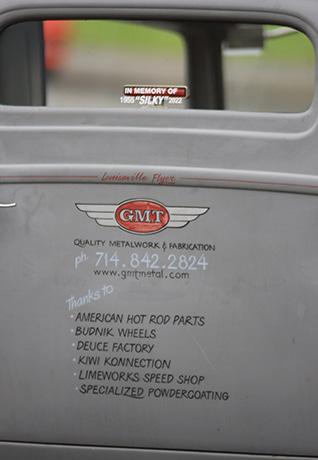 IN MEMORY OF
1955 "SILKY" 2022
Lucasville Flyer
GMT
QUALITY METALWORK & FABRICATION
ph. 714.842.2824
www.gmtmetal.com
Thanks to
• AMERICAN HOT ROD PARTS
• BUDNIK WHEELS
• DEUCE FACTORY
• KIWI KONNECTION
• LIMEWORKS SPEED SHOP
• SPECIALIZED POWDERCOATING